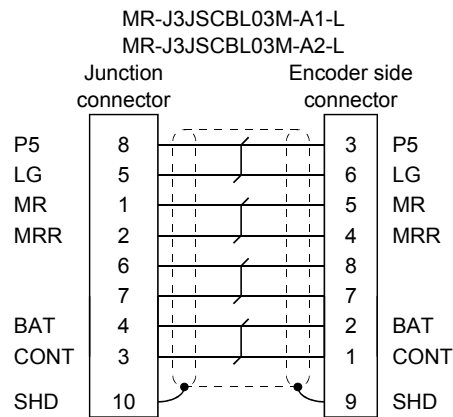 MR-J3JSCBL03M-A1-L
MR-J3JSCBL03M-A2-L
Junction connector Encoder side connector
P5 8 3 P5
LG 5 6 LG
MR 1 5 MR
MRR 2 4 MRR
6 8
7 7
BAT 4 2 BAT
CONT 3 1 CONT
SHD 10 9 SHD